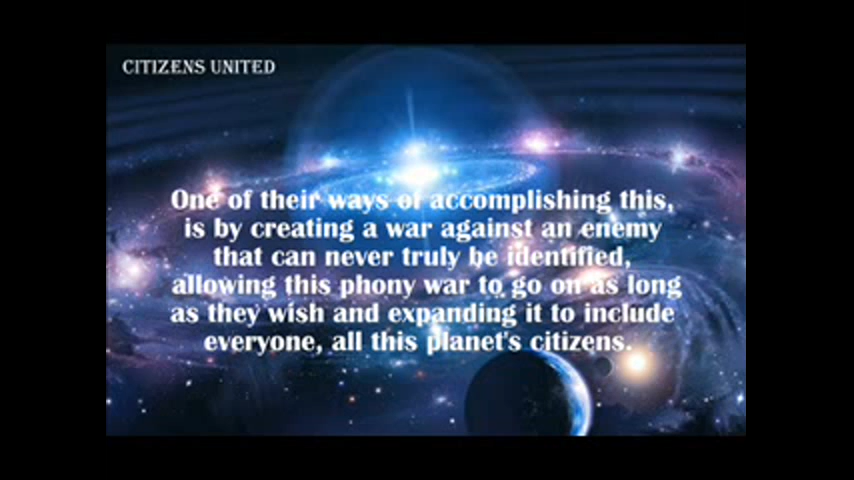 CITIZENS UNITED
One of their ways of accomplishing this,
is by creating a war against an enemy
that can never truly be identified,
allowing this phony war to go on as long
as they wish and expanding it to include
everyone, all this planet's citizens.